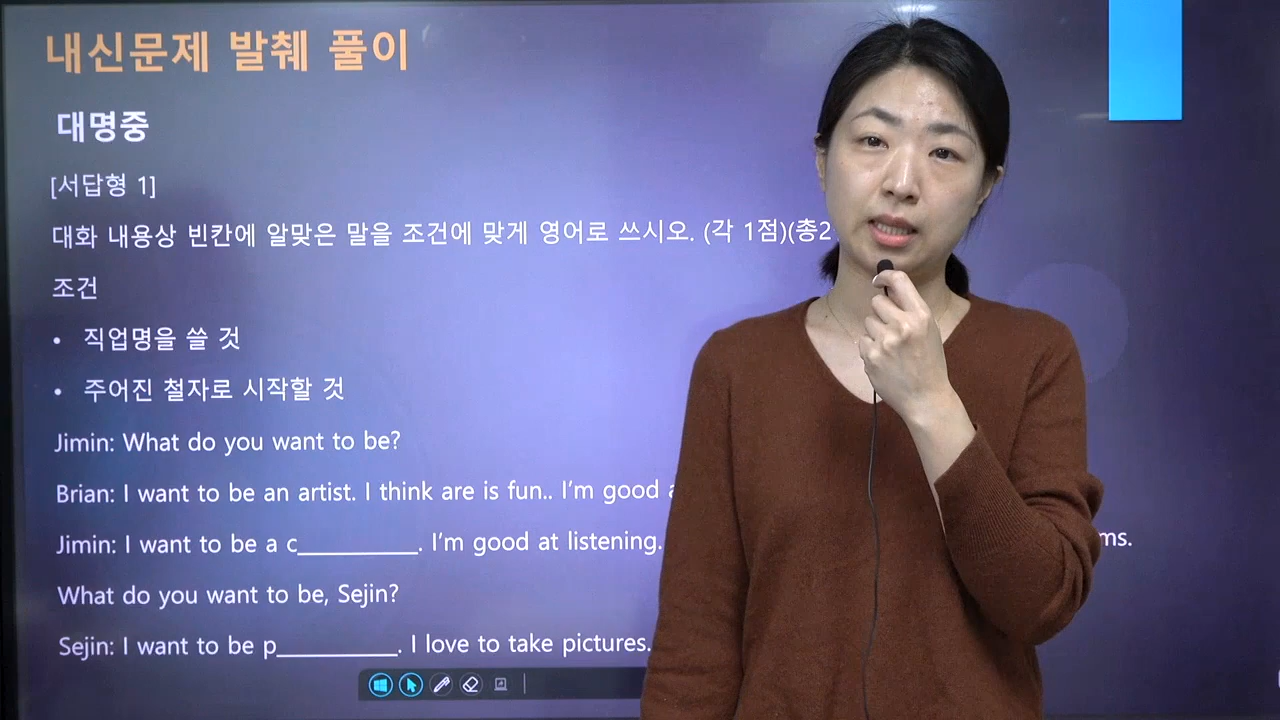 내신문제 발췌 풀이
대명중
[서답형 1]
대화 내용상 빈칸에 알맞은 말을 조건에 맞게 영어로 쓰시오. (각 1점)(총2
조건
• 직업명을 쓸 것
• 주어진 철자로 시작할 것
Jimin: What do you want to be?
Brian: I want to be an artist. I think are is fun.. I’m good
Jimin: I want to be a c__________. I’m good at listening. ms.
What do you want to be, Sejin?
Sejin: I want to be p__________. I love to take pictures.